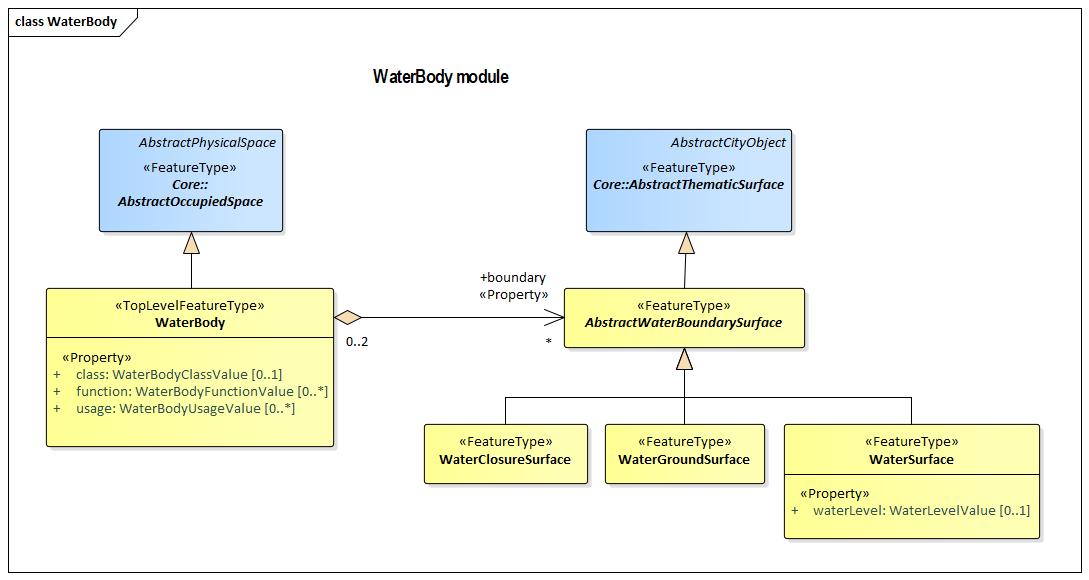 class WaterBody
WaterBody module
AbstractPhysicalSpace
«FeatureType»
Core::
AbstractOccupiedSpace
AbstractCityObject
«FeatureType»
Core::AbstractThematicSurface
+boundary
«Property»
0..2
*
«TopLevelFeatureType»
WaterBody
«Property»
+ class: WaterBodyClassValue [0..1]
+ function: WaterBodyFunctionValue [0..*]
+ usage: WaterBodyUsageValue [0..*]
«FeatureType»
AbstractWaterBoundarySurface
«FeatureType»
WaterClosureSurface
«FeatureType»
WaterGroundSurface
«FeatureType»
WaterSurface
«Property»
+ waterLevel: WaterLevelValue [0..1]